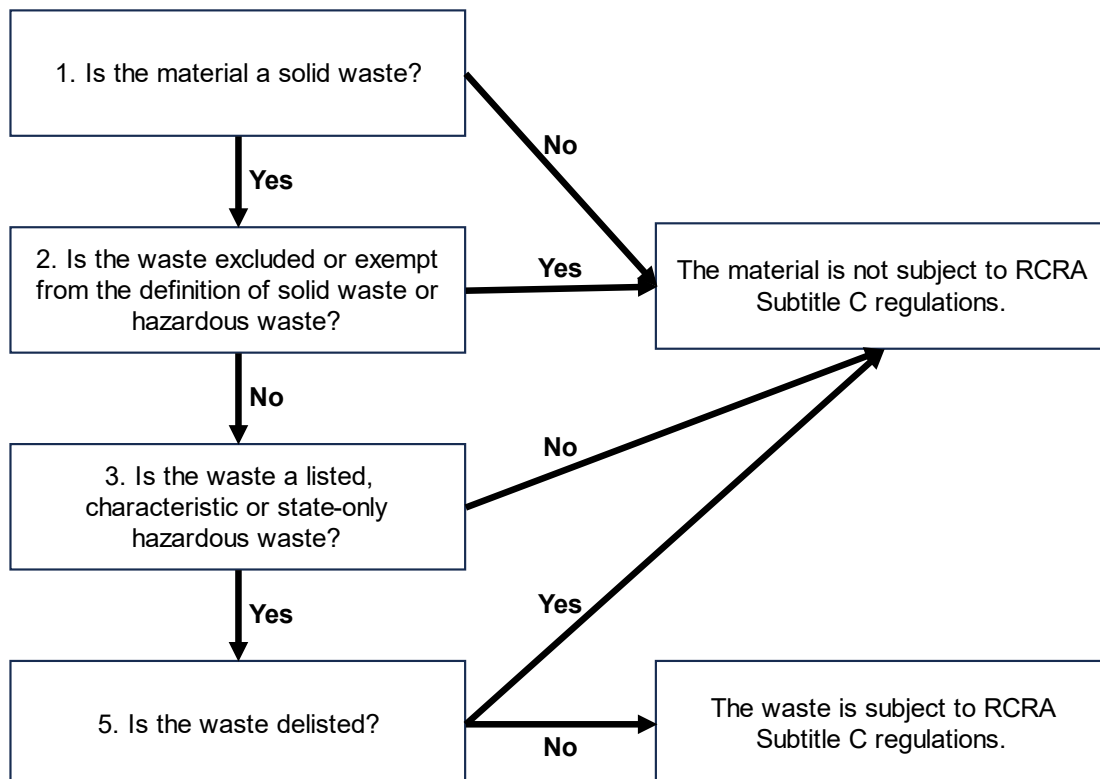 1. Is the material a solid waste?
No
Yes
2. Is the waste excluded or exempt
from the definition of solid waste or
hazardous waste?
Yes
The material is not subject to RCRA
Subtitle C regulations.
No
3. Is the waste a listed,
characteristic or state-only
hazardous waste?
No
Yes
Yes
5. Is the waste delisted?
No
The waste is subject to RCRA
Subtitle C regulations.